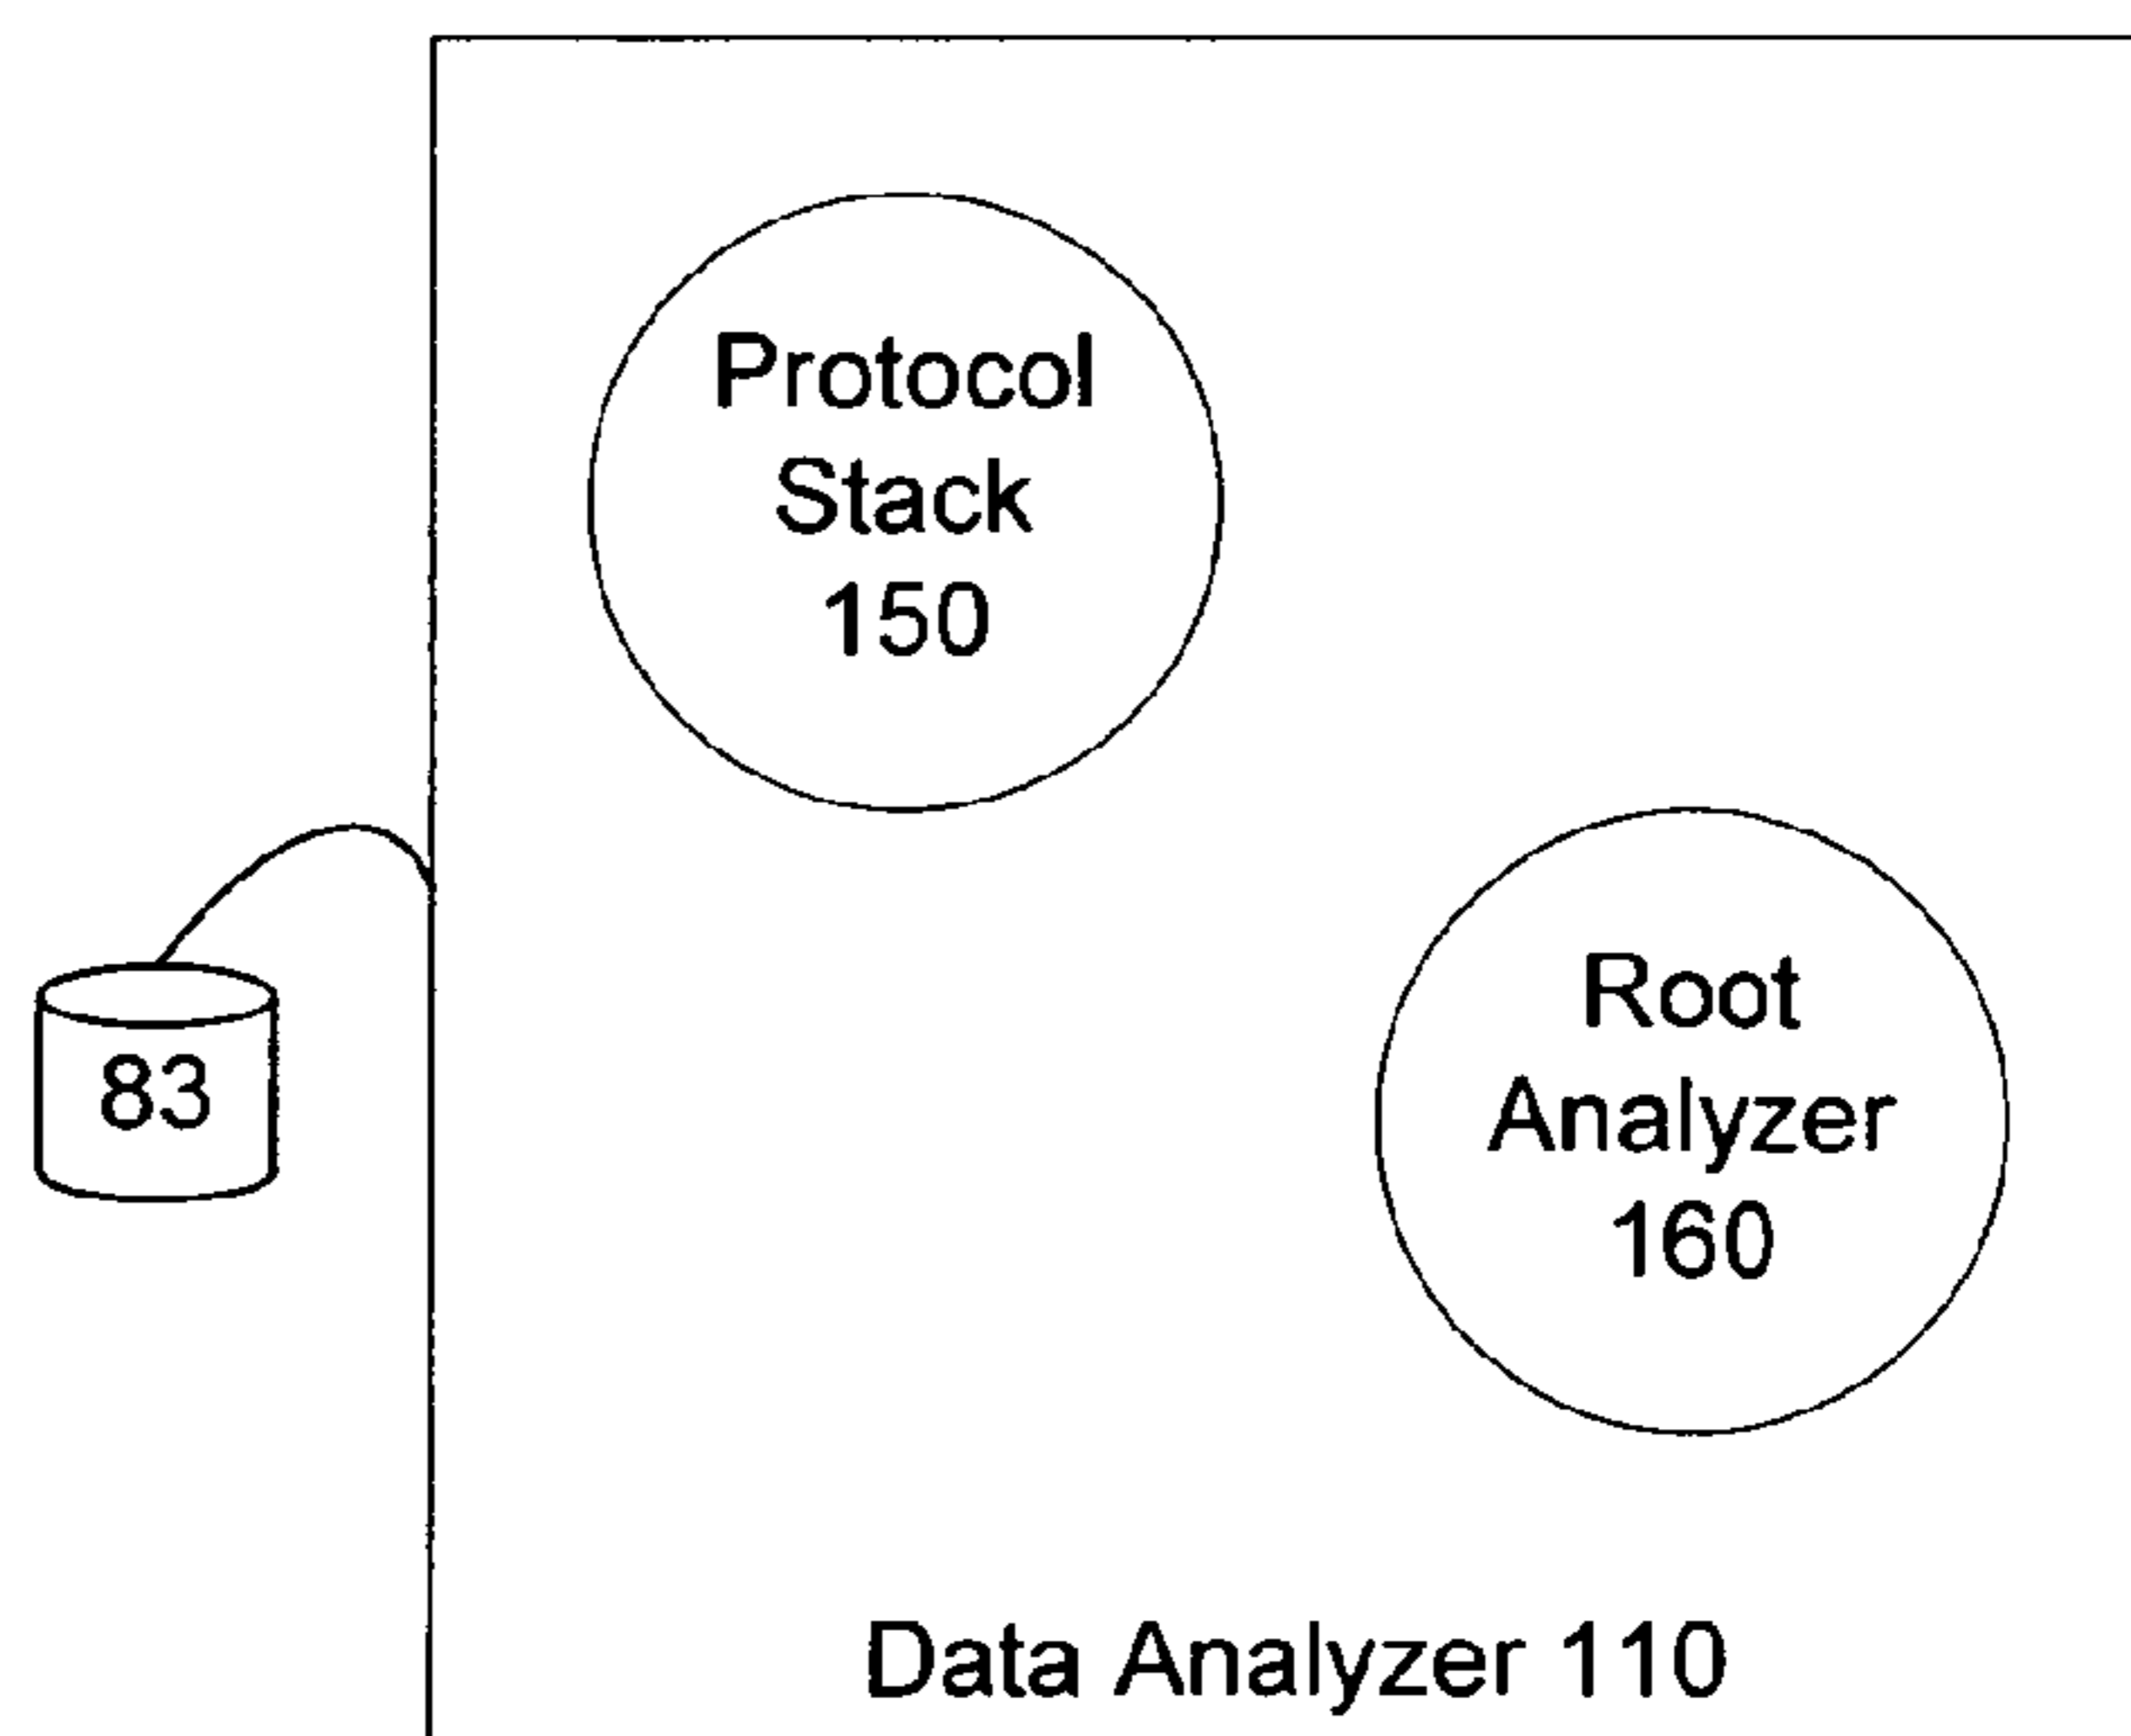 Protocol
Stack
150
83
Root
Analyzer
160
Data Analyzer 110